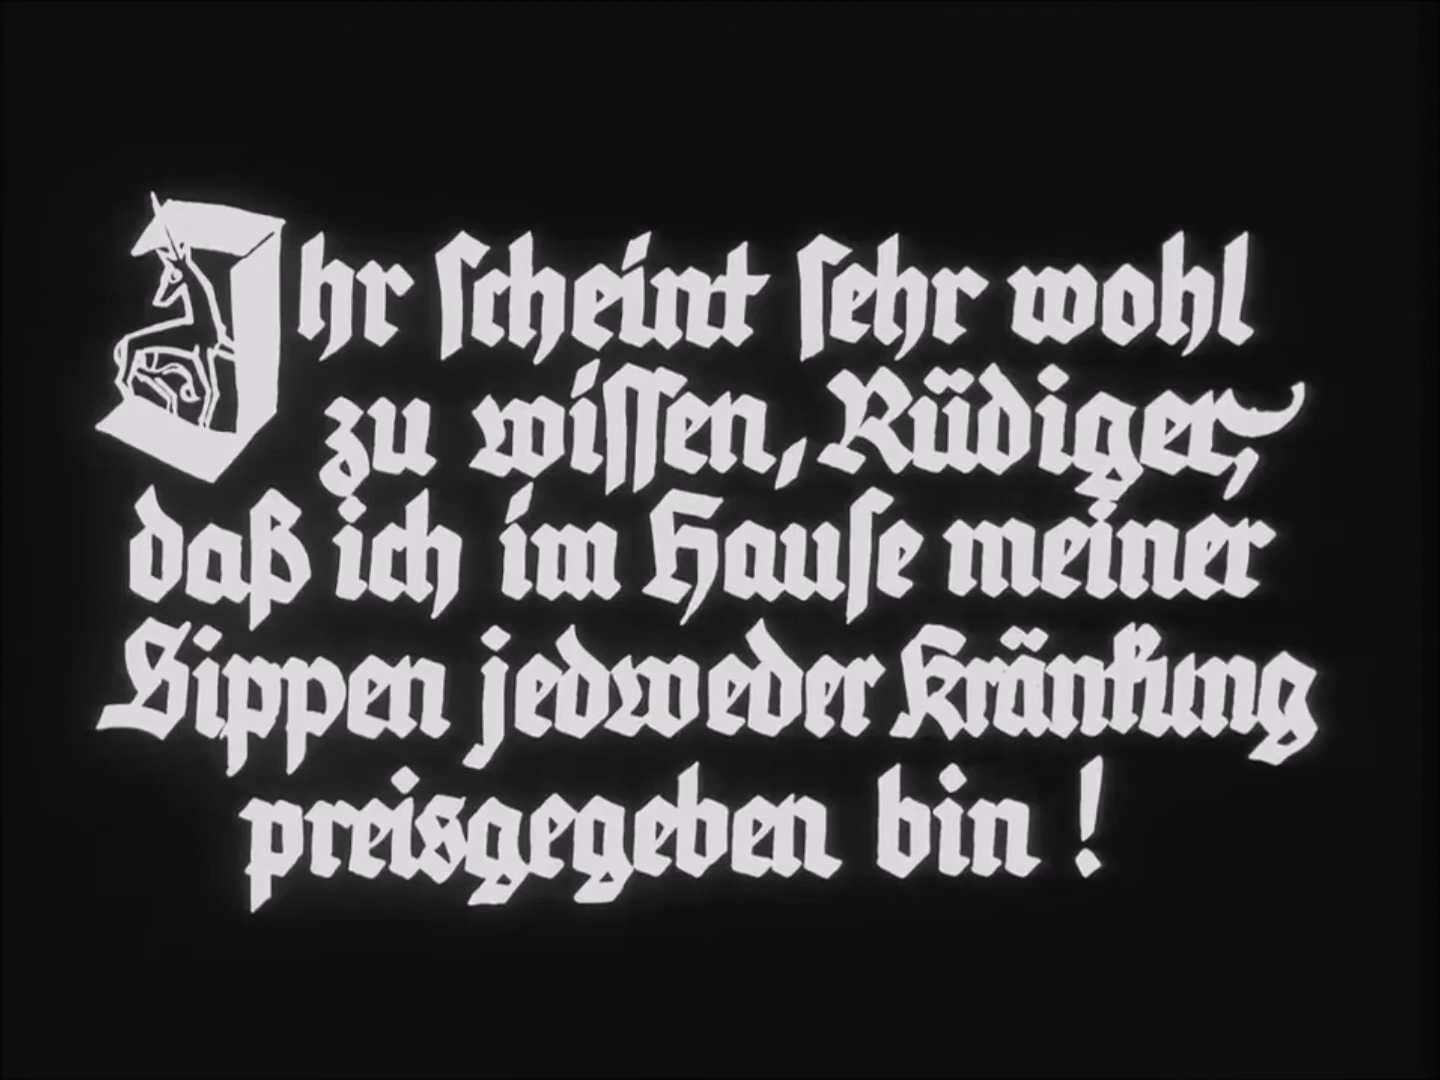 Ihr scheint sehr wohl
zu wissen, Rüdiger,
daß ich im Hause meiner
Sippen jedweder Kränkung
preisgegeben bin !